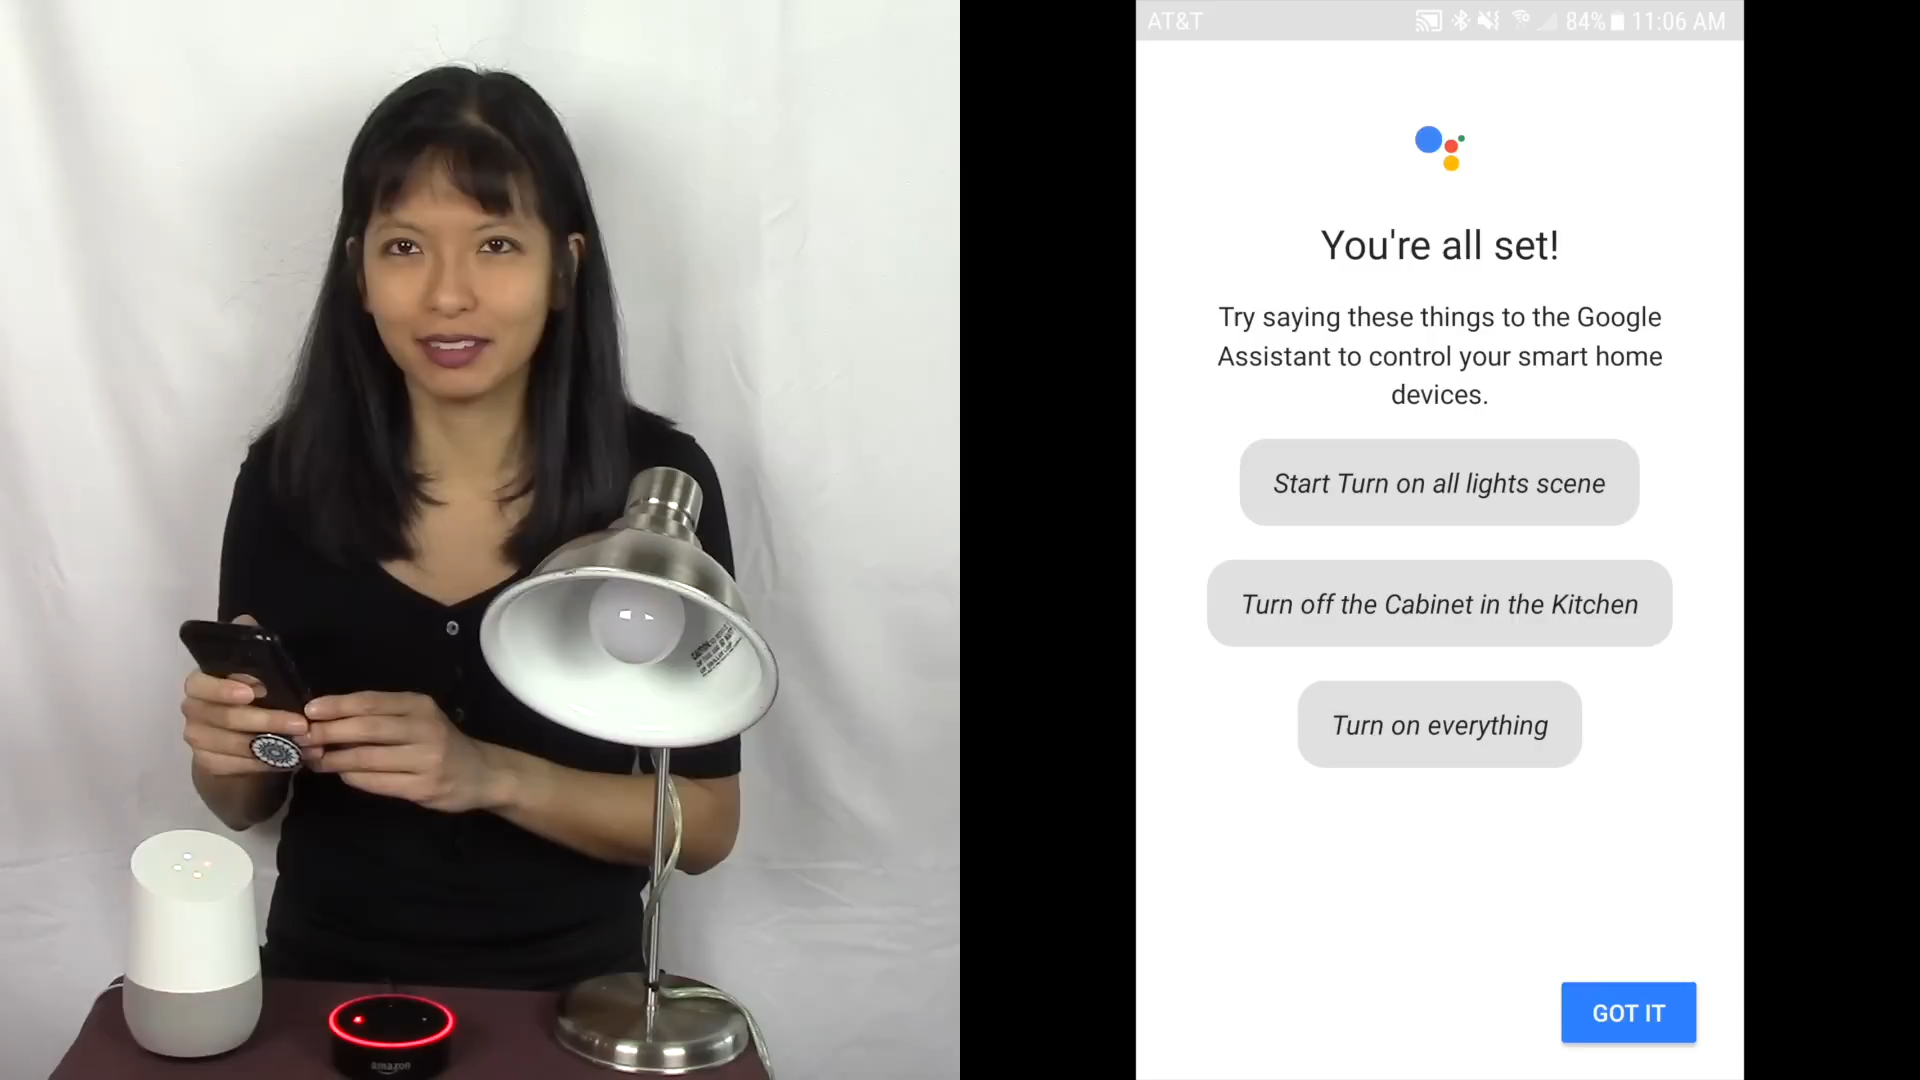 AT&T
84% 11:06 AM
You're all set!
Try saying these things to the Google
Assistant to control your smart home
devices.
Start Turn on all lights scene
Turn off the Cabinet in the Kitchen
Turn on everything
GOT IT
amazon